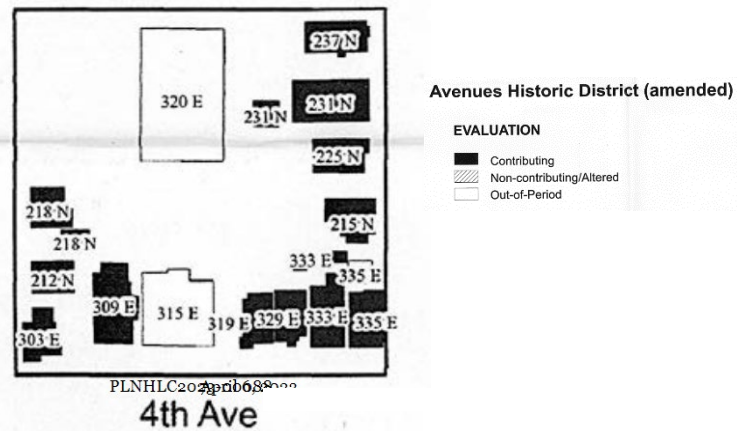 237 N
Avenues Historic District (amended)
320 E
231 N
231 N
EVALUATION
Contributing
225 N
Non-contributing/Altered
Out-of-Period
218 N
215 N
218 N
333 E
335 E
212 N
309 E
315 E
319 E
329 E
333 E
335 E
303 E
4th Ave